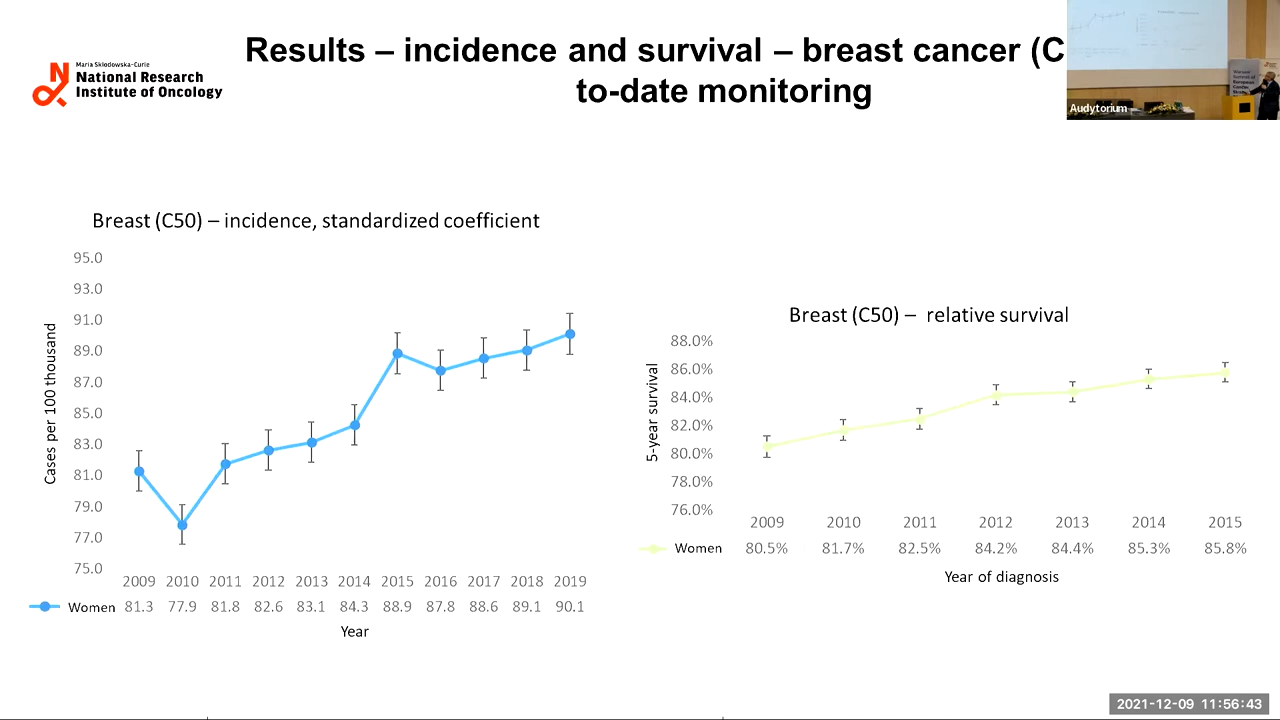 Results – incidence and survival – breast cancer (C
to-date monitoring
Maria Skłodowska-Curie
National Research
Institute of Oncology
Audytorium
Breast (C50) – incidence, standardized coefficient
95.0
93.0
91.0
89.0
87.0
85.0
83.0
81.0
79.0
77.0
75.0
Cases per 100 thousand
2009 2010 2011 2012 2013 2014 2015 2016 2017 2018 2019
Women 81.3 77.9 81.8 82.6 83.1 84.3 88.9 87.8 88.6 89.1 90.1
Year
Breast (C50) – relative survival
88.0%
86.0%
84.0%
82.0%
80.0%
78.0%
76.0%
5-year survival
2009 2010 2011 2012 2013 2014 2015
Women 80.5% 81.7% 82.5% 84.2% 84.4% 85.3% 85.8%
Year of diagnosis
2021-12-09 11:56:43